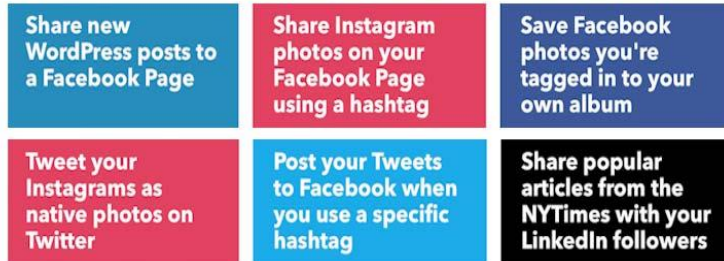 Share new
WordPress posts to
a Facebook Page
Share Instagram
photos on your
Facebook Page
using a hashtag
Save Facebook
photos you're
tagged in to your
own album
Tweet your
Instagrams as
native photos on
Twitter
Post your Tweets
to Facebook when
you use a specific
hashtag
Share popular
articles from the
NYTimes with your
LinkedIn followers